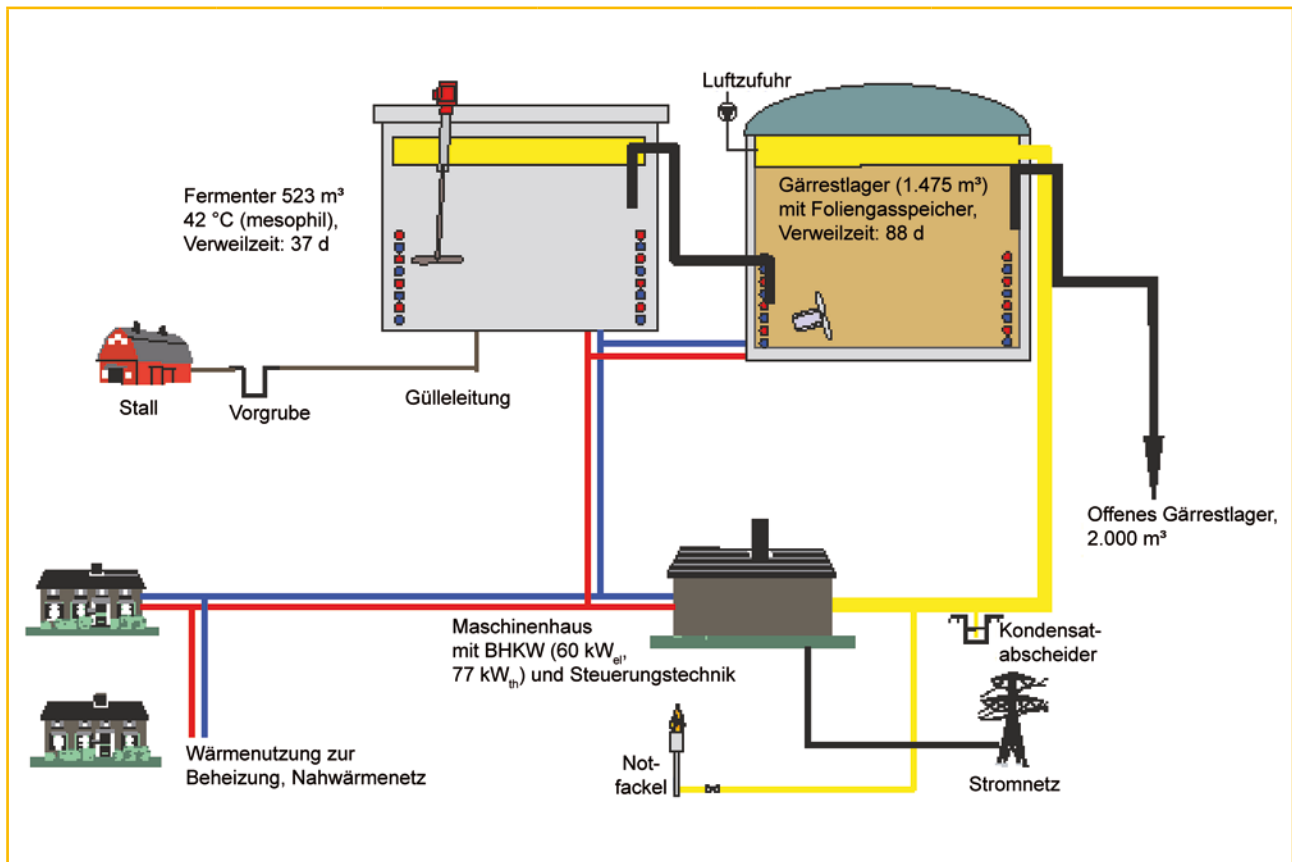 Luftzufuhr
Fermenter 523 m³
42 °C (mesophil),
Verweilzeit: 37 d
Gärrestlager (1.475 m³)
mit Foliengasspeicher,
Verweilzeit: 88 d
Stall
Vorgrube
Gülleleitung
Offenes Gärrestlager,
2.000 m³
Maschinenhaus
mit BHKW (60 kWel,
77 kWth) und Steuerungstechnik
Kondensat-
abscheider
Wärmenutzung zur
Beheizung, Nahwärmenetz
Not-
fackel
Stromnetz